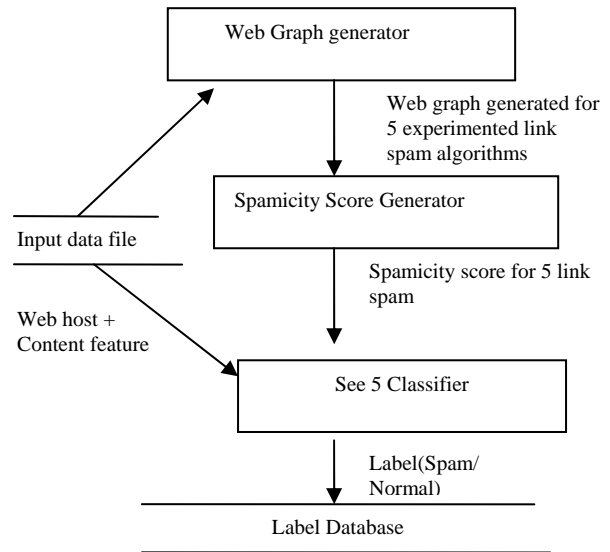 Web Graph generator
Web graph generated for
5 experimented link
spam algorithms
Spamicity Score Generator
Input data file
Spamicity score for 5 link
spam
Web host +
Content feature
See 5 Classifier
Label(Spam/
Normal)
Label Database